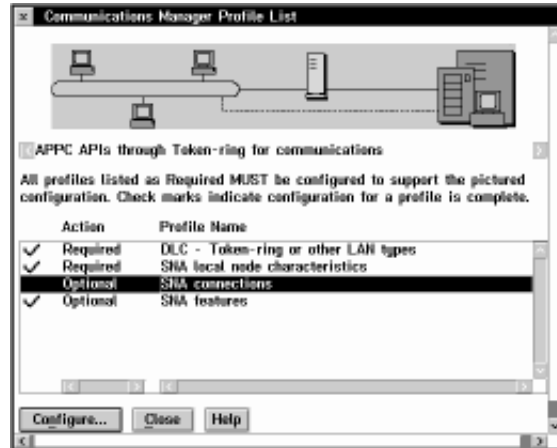 Communications Manager Profile List
APPC APIs through Token-ring for communications
All profiles listed as Required MUST be configured to support the pictured
configuration. Check marks indicate configuration for a profile is complete.
Action Profile Name
Required DLC - Token-ring or other LAN types
Required SNA local node characteristics
Optional SNA connections
Optional SNA features
Configure... Close Help